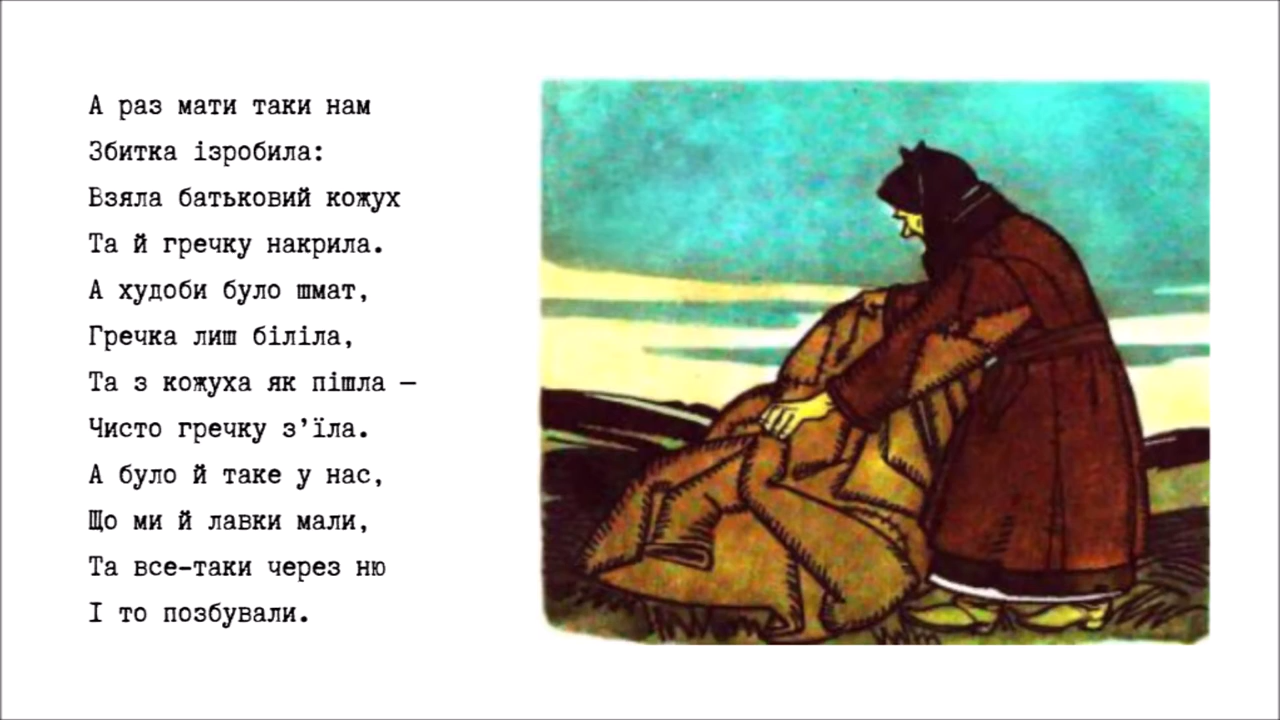 А раз мати таки нам
Збитка ізробила:
Взяла батьковий кожух
Та й гречку накрила.
А худоби було шмат,
Гречка лиш біліла,
Та з кожуха як пішла –
Чисто гречку з’їла.
А було й таке у нас,
Що ми й лавки мали,
Та все-таки через ню
І то позбували.